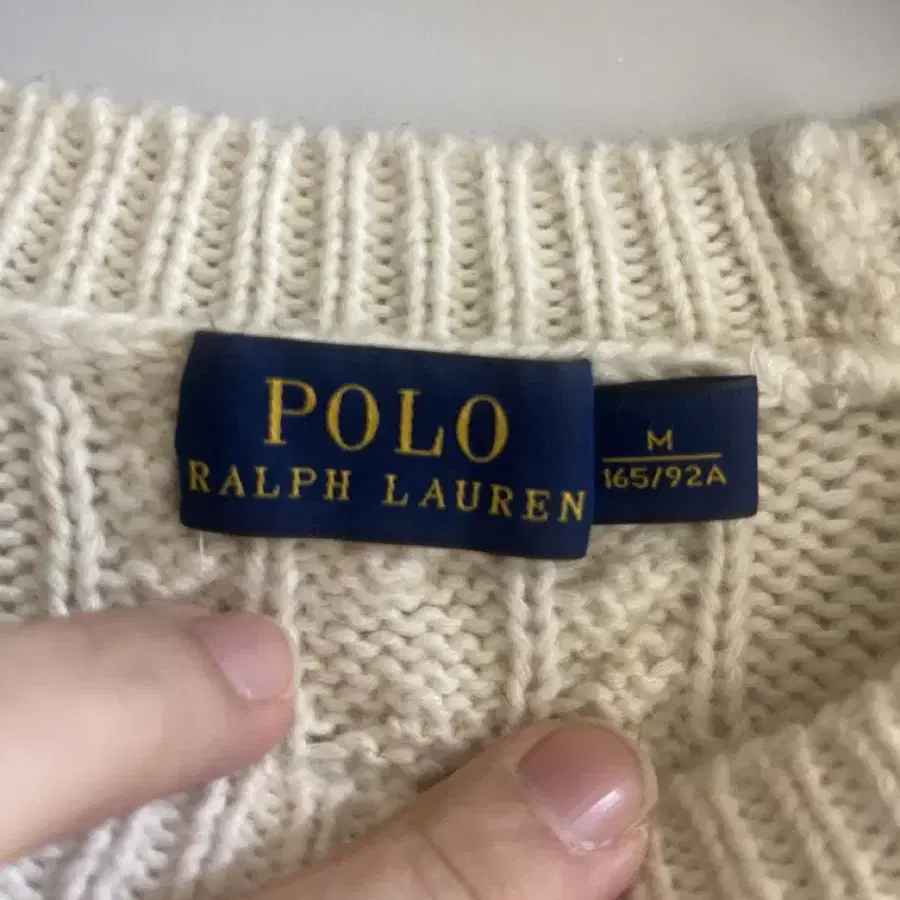 POLO
RALPH LAUREN
M
165/92A